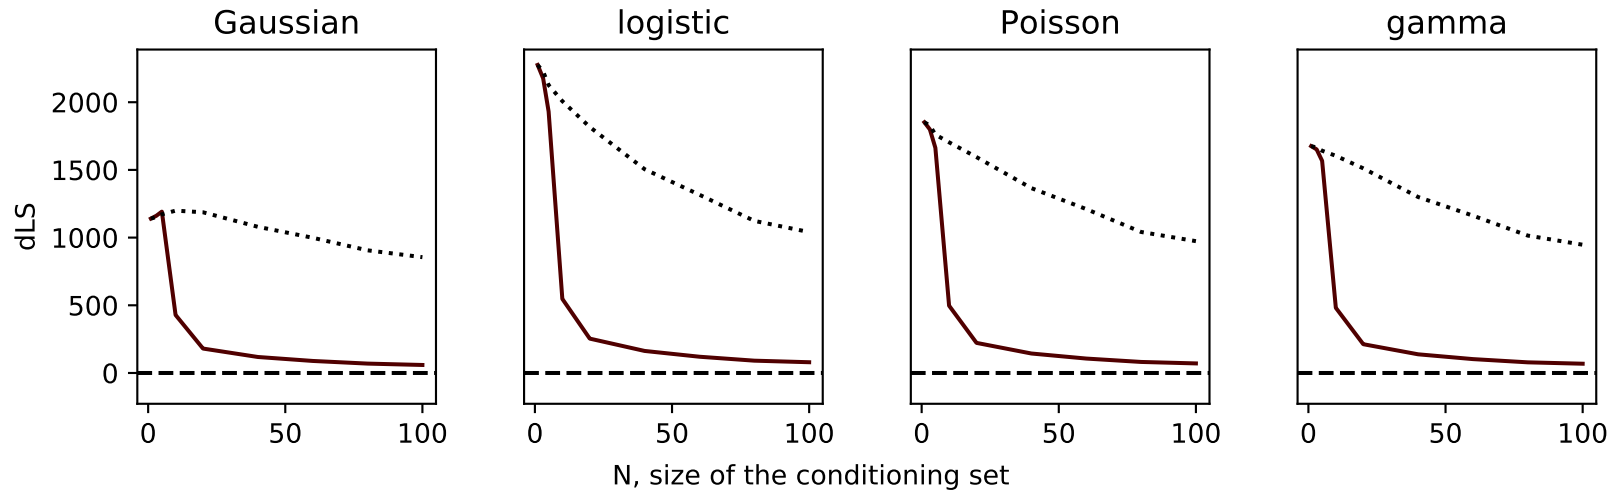 Gaussian
logistic
Poisson
gamma
dLS
2000
1500
1000
500
0
0 50 100
0 50 100
0 50 100
0 50 100
N, size of the conditioning set